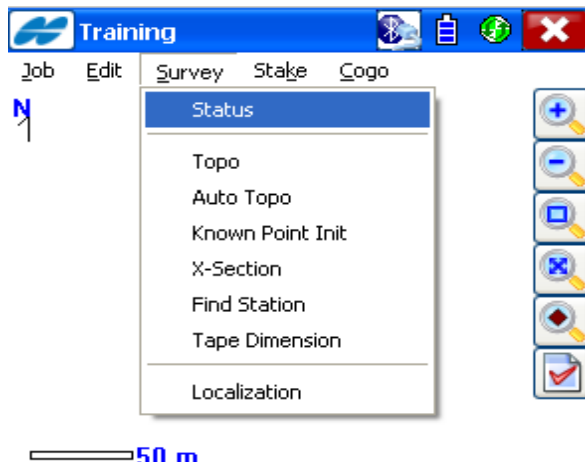 Training
Job Edit Survey Stake Cogo
N
Status
Topo
Auto Topo
Known Point Init
X-Section
Find Station
Tape Dimension
Localization
50 m